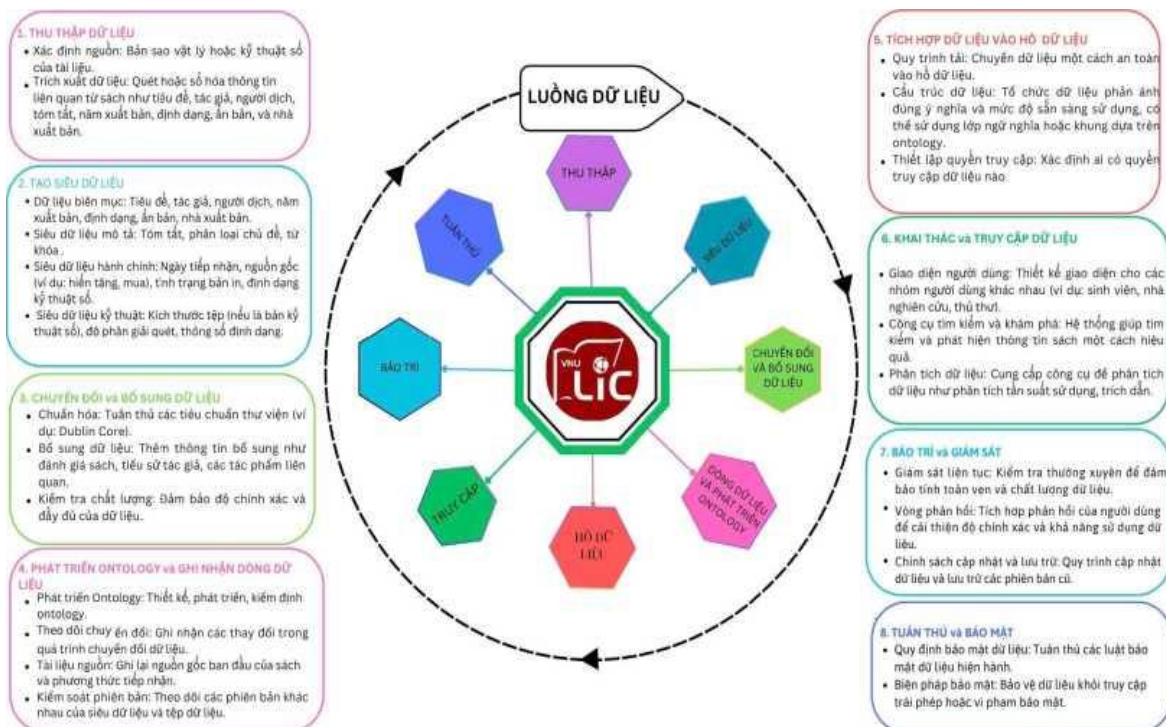 1. THU THẬP DỮ LIỆU
• Xác định nguồn: Bản sao vật lý hoặc kỹ thuật số
của tài liệu.
• Trích xuất dữ liệu: Quét hoặc số hóa thông tin
liên quan từ sách như tiêu đề, tác giả, người dịch,
tóm tắt, năm xuất bản, định dạng, ấn bản, và nhà
xuất bản.
2. TẠO SIÊU DỮ LIỆU
• Dữ liệu biên mục: Tiêu đề, tác giả, người dịch, năm
xuất bản, định dạng, ấn bản, nhà xuất bản.
• Siêu dữ liệu mô tả: Tóm tắt, phân loại chủ đề, từ
khóa .
• Siêu dữ liệu hành chính: Ngày tiếp nhận, nguồn gốc
(ví dụ: hiến tặng, mua), tình trạng bản in, định dạng
kỹ thuật số.
• Siêu dữ liệu kỹ thuật: Kích thước tệp (nếu là bản kỹ
thuật số), độ phân giải quét, thông số định dạng.
3. CHUYỂN ĐỔI và BỔ SUNG DỮ LIỆU
• Chuẩn hóa: Tuân thủ các tiêu chuẩn thư viện (ví
dụ: Dublin Core).
• Bổ sung dữ liệu: Thêm thông tin bổ sung như
đánh giá sách, tiểu sử tác giả, các tác phẩm liên
quan.
• Kiểm tra chất lượng: Đảm bảo độ chính xác và
đầy đủ của dữ liệu.
4. PHÁT TRIỂN ONTOLOGY và GHI NHẬN DÒNG DỮ
LIỆU
• Phát triển Ontology: Thiết kế, phát triển, kiểm định
ontology.
• Theo dõi chuyển đổi: Ghi nhận các thay đổi trong
quá trình chuyển đổi dữ liệu.
• Tài liệu nguồn: Ghi lại nguồn gốc ban đầu của sách
và phương thức tiếp nhận.
• Kiểm soát phiên bản: Theo dõi các phiên bản khác
nhau của siêu dữ liệu và tệp dữ liệu.
LUỒNG DỮ LIỆU
THU THẬP
SIÊU DỮ LIỆU
CHUYỂN ĐỔI
VÀ BỔ SUNG
DỮ LIỆU
DÒNG DỮ LIỆU
VÀ PHÁT TRIỂN
ONTOLOGY
HỒ DỮ
LIỆU
TRUY CẬP
BẢO TRÌ
TUÂN THỦ
VNU
LIC
5. TÍCH HỢP DỮ LIỆU VÀO HỒ DỮ LIỆU
• Quy trình tải: Chuyển dữ liệu một cách an toàn
vào hồ dữ liệu.
• Cấu trúc dữ liệu: Tổ chức dữ liệu phản ánh
đúng ý nghĩa và mức độ sẵn sàng sử dụng, có
thể sử dụng lớp ngữ nghĩa hoặc khung dựa trên
ontology.
• Thiết lập quyền truy cập: Xác định ai có quyền
truy cập dữ liệu nào
6. KHAI THÁC và TRUY CẬP DỮ LIỆU
• Giao diện người dùng: Thiết kế giao diện cho các
nhóm người dùng khác nhau (ví dụ: sinh viên, nhà
nghiên cứu, thủ thư).
• Công cụ tìm kiếm và khám phá: Hệ thống giúp tìm
kiếm và phát hiện thông tin sách một cách hiệu
quả.
• Phân tích dữ liệu: Cung cấp công cụ để phân tích
dữ liệu như phân tích tần suất sử dụng, trích dẫn.
7. BẢO TRÌ và GIÁM SÁT
• Giám sát liên tục: Kiểm tra thường xuyên để đảm
bảo tính toàn vẹn và chất lượng dữ liệu.
• Vòng phản hồi: Tích hợp phản hồi của người dùng
để cải thiện độ chính xác và khả năng sử dụng dữ
liệu.
• Chính sách cập nhật và lưu trữ: Quy trình cập nhật
dữ liệu và lưu trữ các phiên bản cũ.
8. TUÂN THỦ và BẢO MẬT
• Quy định bảo mật dữ liệu: Tuân thủ các luật bảo
mật dữ liệu hiện hành.
• Biện pháp bảo mật: Bảo vệ dữ liệu khỏi truy cập
trái phép hoặc vi phạm bảo mật.